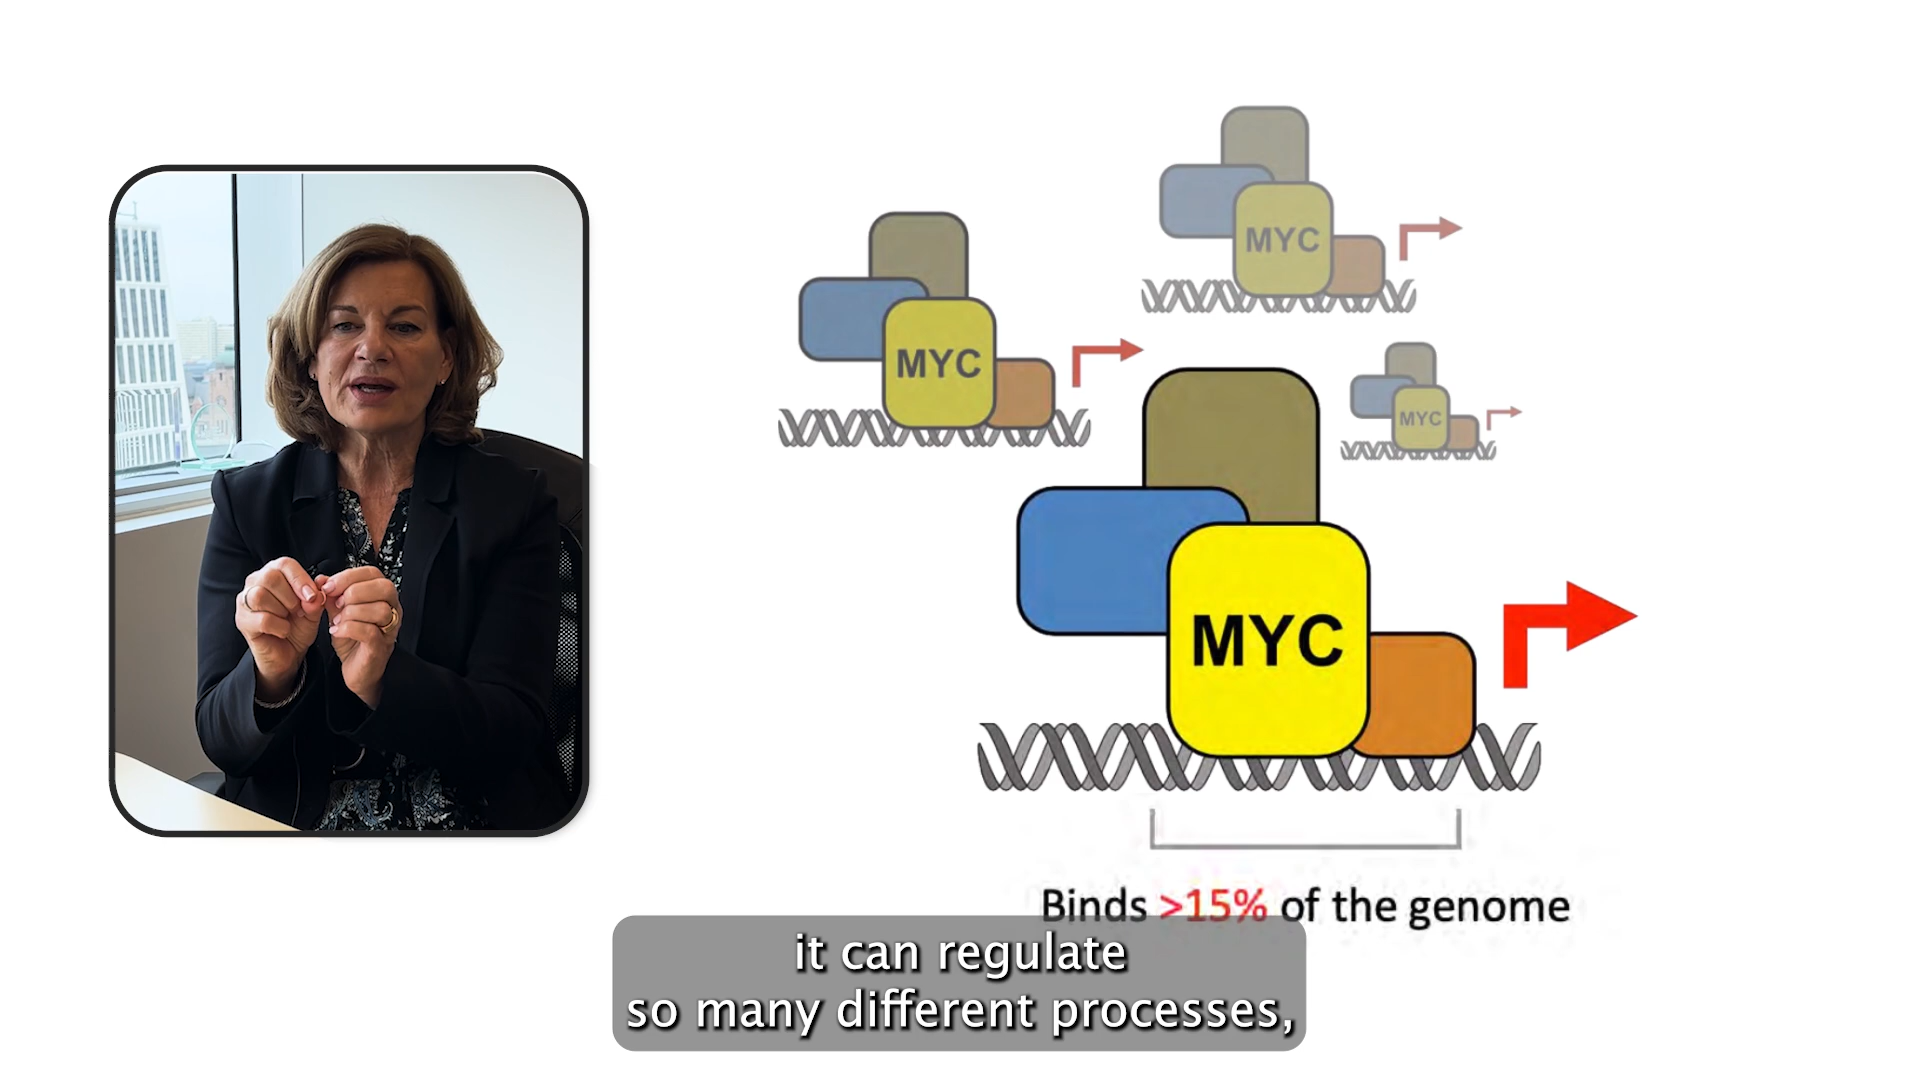 MYC
MYC
MYC
MYC
Binds >15% of the genome
it can regulate
so many different processes,